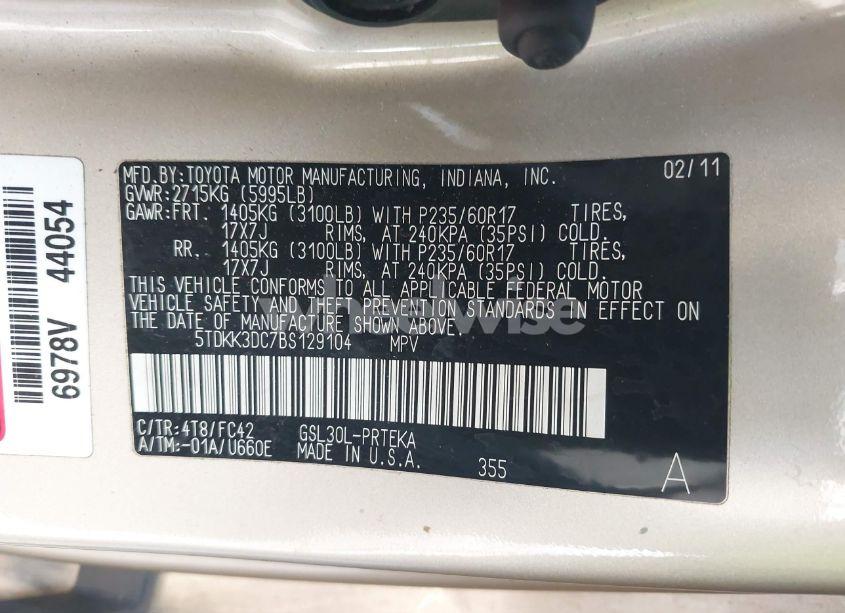 MFD.BY:TOYOTA MOTOR MANUFACTURING, INDIANA, INC. 02/11
GVWR:2715KG (5995LB)
GAWR:FRT. 1405KG (3100LB) WITH P235/60R17 TIRES,
17X7J RIMS, AT 240KPA (35PSI) COLD.
RR. 1405KG (3100LB) WITH P235/60R17 TIRES,
17X7J RIMS, AT 240KPA (35PSI) COLD.
THIS VEHICLE CONFORMS TO ALL APPLICABLE FEDERAL MOTOR
VEHICLE SAFETY AND THEFT PREVENTION STANDARDS IN EFFECT ON
THE DATE OF MANUFACTURE SHOWN ABOVE.
5TDKK3DC7BS129104 MPV
C/TR:4T8/FC42 GSL30L-PRTEKA
A/TM:-01A/U660E MADE IN U.S.A. 355 A
6978V 44054
wheelwise